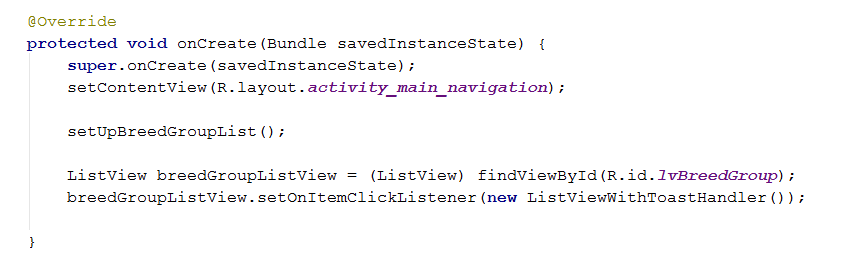 @Override
protected void onCreate(Bundle savedInstanceState) {
    super.onCreate(savedInstanceState);
    setContentView(R.layout.activity_main_navigation);

    setUpBreedGroupList();

    ListView breedGroupListView = (ListView) findViewById(R.id.lvBreedGroup);
    breedGroupListView.setOnItemClickListener(new ListViewWithToastHandler());

}